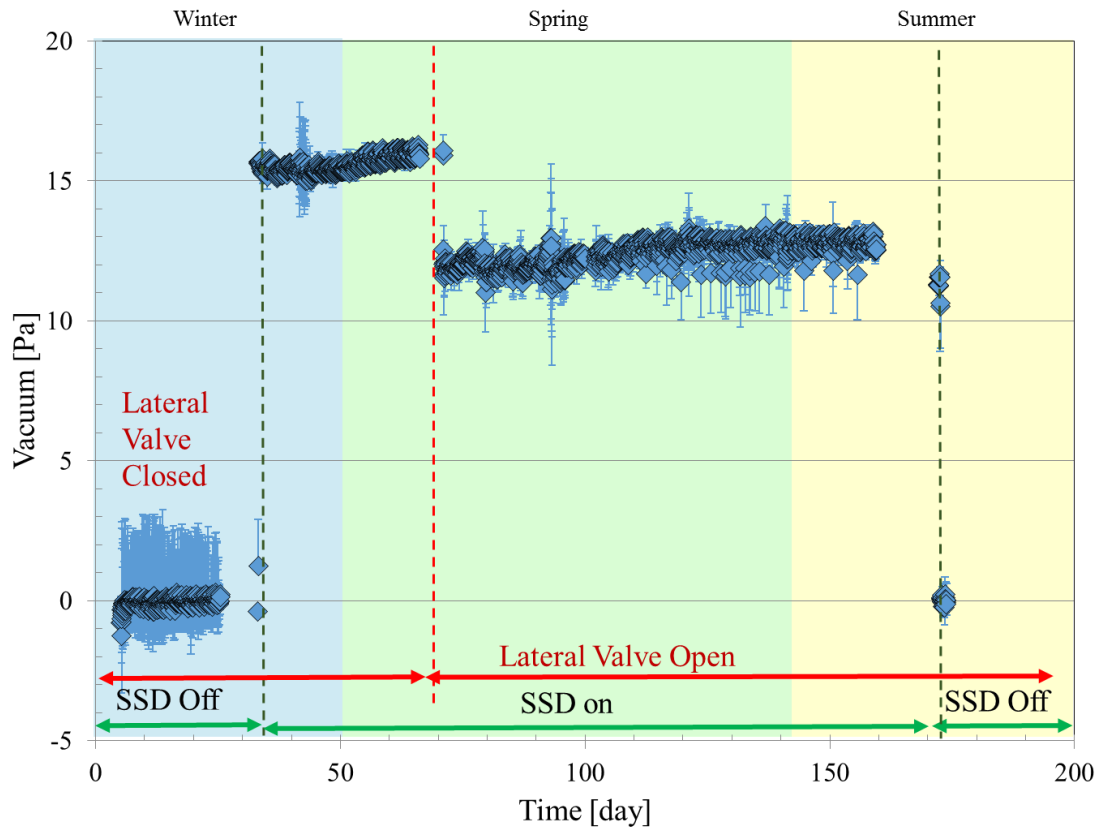 Winter Spring Summer
20
15
10
5
0
-5
Vacuum [Pa]
Lateral
Valve
Closed
Lateral Valve Open
SSD Off SSD on SSD Off
0 50 100 150 200
Time [day]